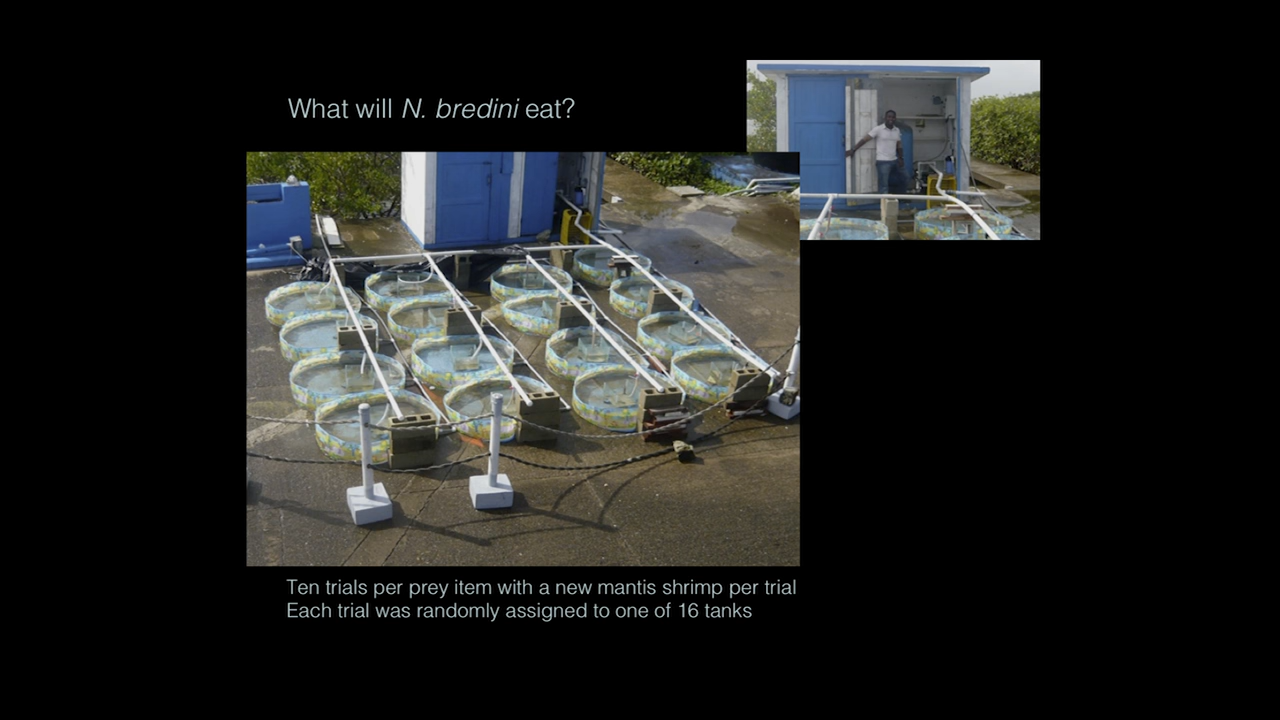 What will N. bredini eat?
Ten trials per prey item with a new mantis shrimp per trial
Each trial was randomly assigned to one of 16 tanks